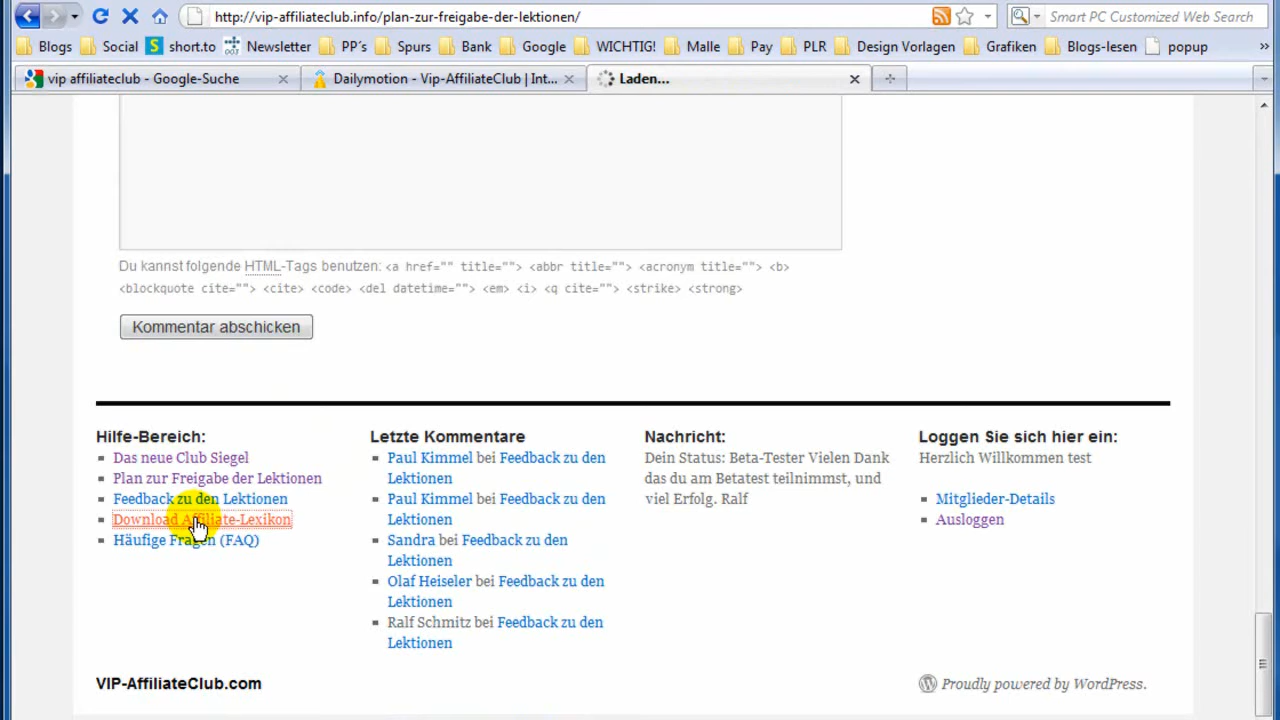 http://vip-affiliateclub.info/plan-zur-freigabe-der-lektionen/
Smart PC Customized Web Search
Blogs Social S short.to Newsletter PP's Spurs Bank Google WICHTIG! Malle Pay PLR Design Vorlagen Grafiken Blogs-lesen popup »
vip affiliateclub - Google-Suche
Dailymotion - Vip-AffiliateClub | Int...
Laden...
Du kannst folgende HTML-Tags benutzen: <a href="" title=""> <abbr title=""> <acronym title=""> <b>
<blockquote cite=""> <cite> <code> <del datetime=""> <em> <i> <q cite=""> <strike> <strong>
Kommentar abschicken
Hilfe-Bereich:
Das neue Club Siegel
Plan zur Freigabe der Lektionen
Feedback zu den Lektionen
Download Affiliate-Lexikon
Häufige Fragen (FAQ)
Letzte Kommentare
Paul Kimmel bei Feedback zu den
Lektionen
Paul Kimmel bei Feedback zu den
Lektionen
Sandra bei Feedback zu den
Lektionen
Olaf Heiseler bei Feedback zu den
Lektionen
Ralf Schmitz bei Feedback zu den
Lektionen
Nachricht:
Dein Status: Beta-Tester Vielen Dank
das du am Betatest teilnimmst, und
viel Erfolg. Ralf
Loggen Sie sich hier ein:
Herzlich Willkommen test
Mitglieder-Details
Ausloggen
VIP-AffiliateClub.com
Proudly powered by WordPress.